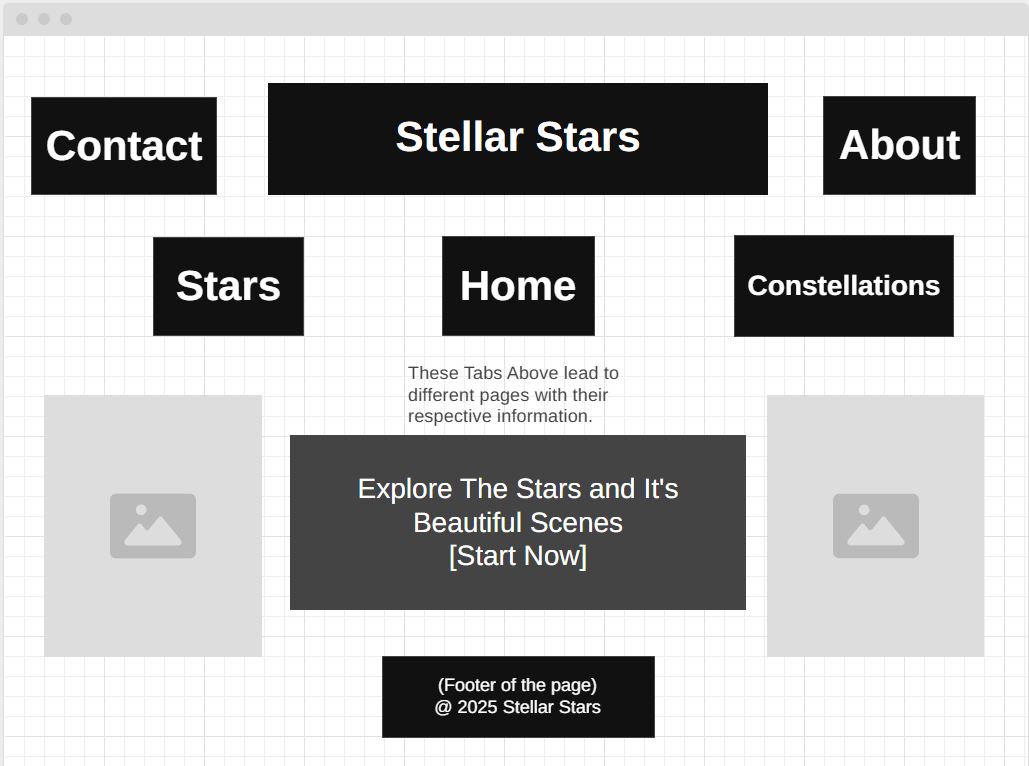 Contact
Stellar Stars
About
Stars
Home
Constellations
These Tabs Above lead to
different pages with their
respective information.
Explore The Stars and It's
Beautiful Scenes
[Start Now]
(Footer of the page)
@ 2025 Stellar Stars